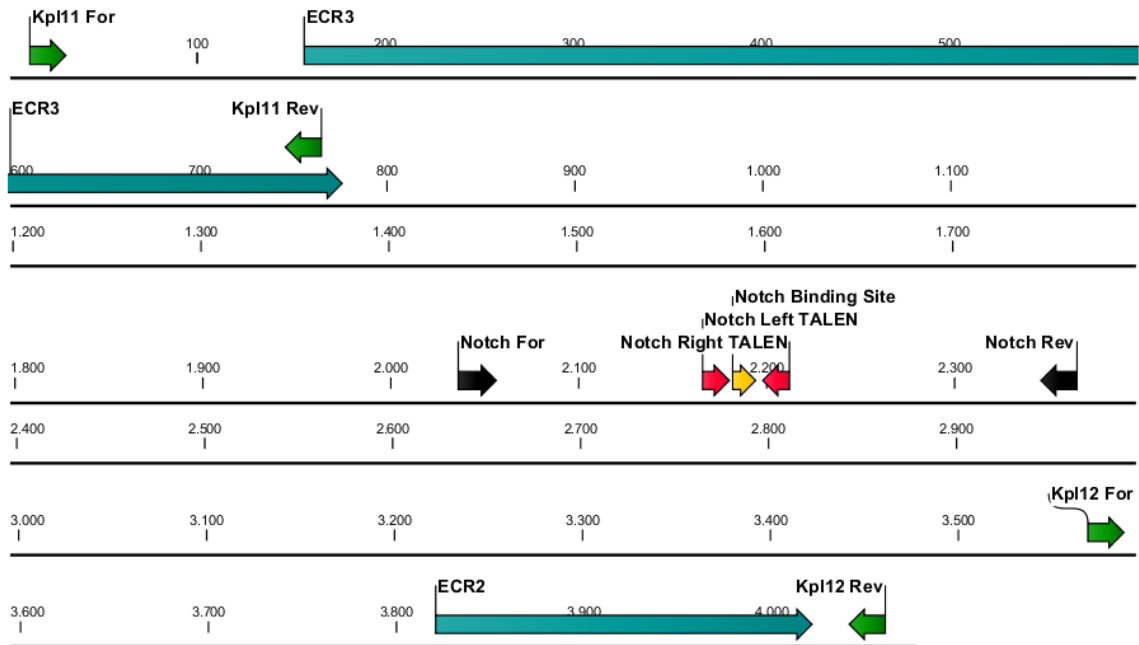 Kpl11 For ECR3
100 200 300 400 500
ECR3 Kpl11 Rev
600 700 800 900 1.000 1.100
1.200 1.300 1.400 1.500 1.600 1.700
Notch Binding Site
Notch Left TALEN
Notch For Notch Right TALEN Notch Rev
1.800 1.900 2.000 2.100 2.200 2.300
2.400 2.500 2.600 2.700 2.800 2.900
Kpl12 For
3.000 3.100 3.200 3.300 3.400 3.500
ECR2 Kpl12 Rev
3.600 3.700 3.800 3.900 4.000